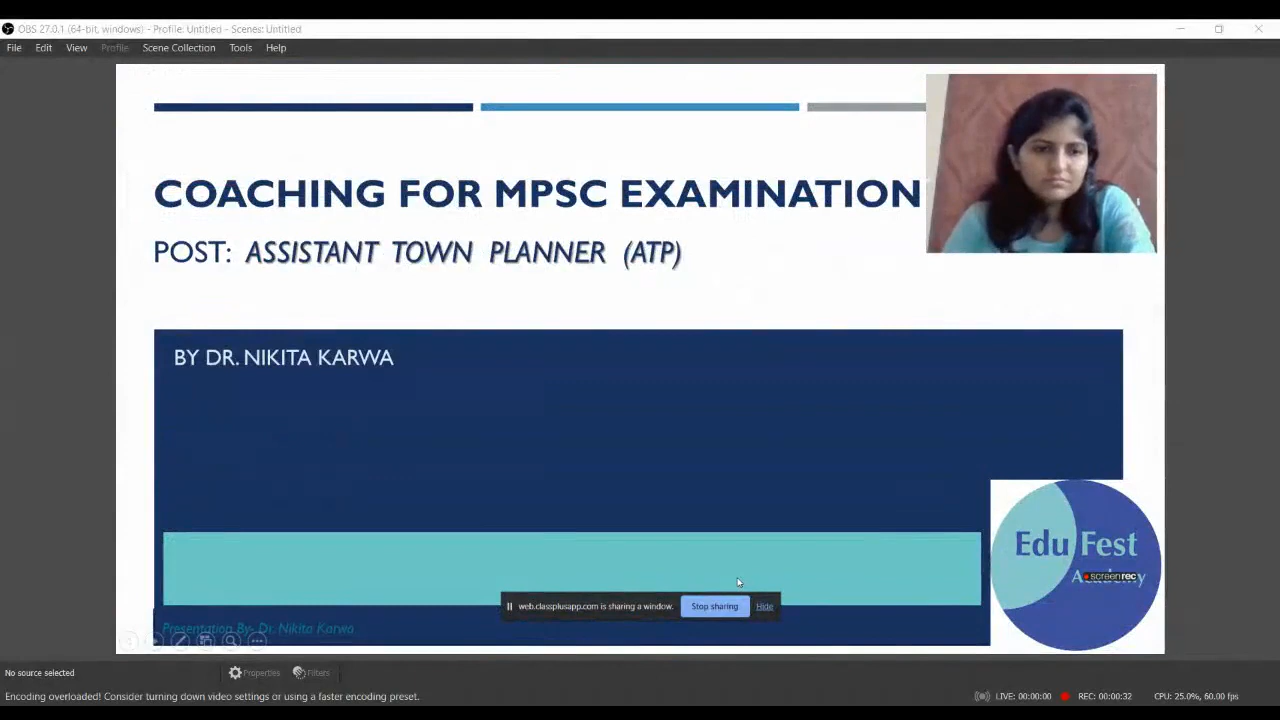 OBS 27.0.1 (64-bit, windows) - Profile: Untitled - Scenes: Untitled
File Edit View Profile Scene Collection Tools Help
COACHING FOR MPSC EXAMINATION
POST: ASSISTANT TOWN PLANNER (ATP)
BY DR. NIKITA KARWA
Edu Fest
Academy
screenrec
web.classplusapp.com is sharing a window. Stop sharing Hide
Presentation By- Dr. Nikita Karwa
No source selected Properties Filters
Encoding overloaded! Consider turning down video settings or using a faster encoding preset. LIVE: 00:00:00 REC: 00:00:32 CPU: 25.0%, 60.00 fps